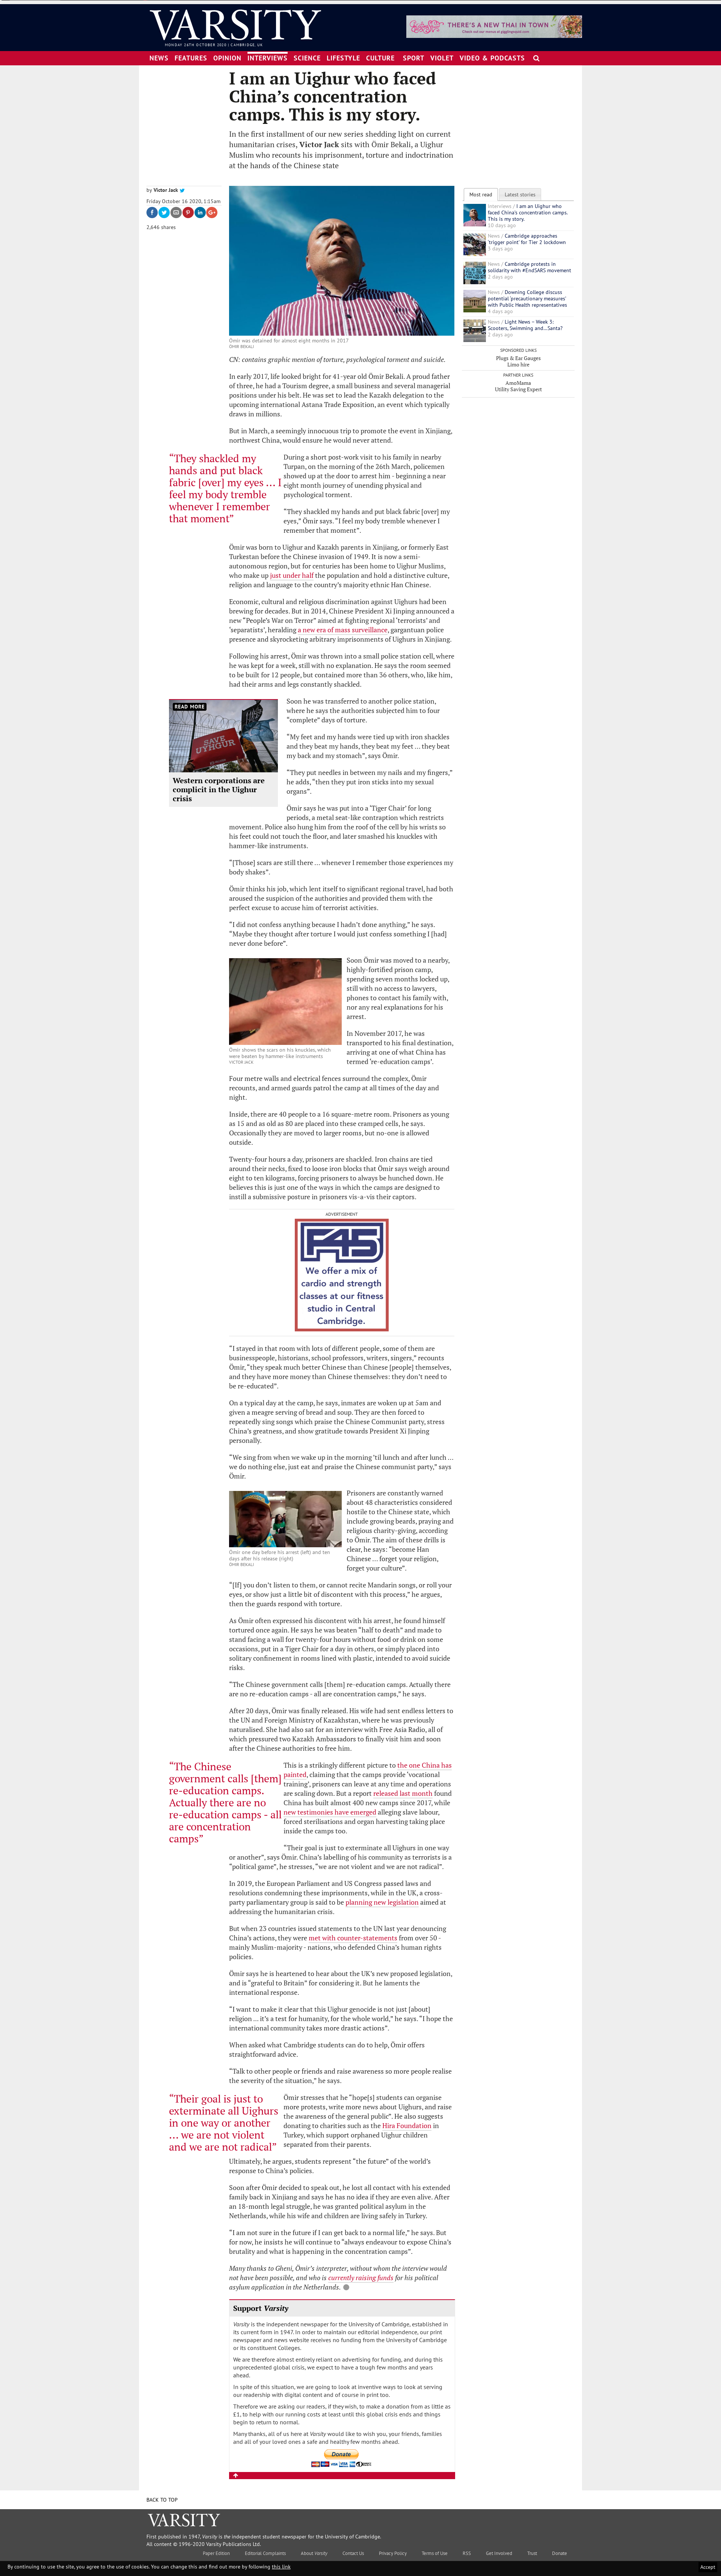 VARSITY
MONDAY 26TH OCTOBER 2020 | CAMBRIDGE, UK
THERE'S A NEW THAI IN TOWN
NEWS FEATURES OPINION INTERVIEWS SCIENCE LIFESTYLE CULTURE SPORT VIOLET VIDEO & PODCASTS
I am an Uighur who faced
China's concentration
camps. This is my story.
In the first installment of our new series shedding light on current
humanitarian crises, Victor Jack sits with Ömir Bekali, a Uighur
Muslim who recounts his imprisonment, torture and indoctrination
at the hands of the Chinese state
by Victor Jack
Friday October 16 2020, 1:55am
2,646 shares
Ömir was detained for almost eight months in 2017
ÖMIR BEKALI
CN: contains graphic mention of torture, psychological torment and suicide.
In early 2017, life looked bright for 41-year old Ömir Bekali. A proud father
of three, he had a Tourism degree, a small business and several managerial
positions under his belt. He was set to lead the Kazakh delegation to the
upcoming international Astana Trade Exposition, an event which typically
draws in millions.
But in March, a seemingly innocuous trip to promote the event in Xinjiang,
northwest China, would ensure he would never attend.
"They shackled my
hands and put black
fabric [over] my eyes ... I
feel my body tremble
whenever I remember
that moment"
During a short post-work visit to his family in nearby
Turpan, on the morning of the 26th March, policemen
showed up at the door to arrest him - beginning a near
eight month journey of unending physical and
psychological torment.
"They shackled my hands and put black fabric [over] my
eyes," Ömir says. "I feel my body tremble whenever I
remember that moment".
Ömir was born to Uighur and Kazakh parents in Xinjiang, or formerly East
Turkestan before the Chinese invasion of 1949. It is now a semi-
autonomous region, but for centuries has been home to Uighur Muslims,
who make up just under half the population and hold a distinctive culture,
religion and language to the country's majority ethnic Han Chinese.
Economic, cultural and religious discrimination against Uighurs had been
brewing for decades. But in 2014, Chinese President Xi Jinping announced a
new "People's War on Terror" aimed at fighting regional 'terrorists' and
'separatists', heralding a new era of mass surveillance, gargantuan police
presence and skyrocketing arbitrary imprisonments of Uighurs in Xinjiang.
Following his arrest, Ömir was thrown into a small police station cell, where
he was kept for a week, still with no explanation. He says the room seemed
to be built for 12 people, but contained more than 36 others, who, like him,
had their arms and legs constantly shackled.
READ MORE
SAVE UYGHUR
Western corporations are
complicit in the Uighur
crisis
Soon he was transferred to another police station,
where he says the authorities subjected him to four
"complete" days of torture.
"My feet and my hands were tied up with iron shackles
and they beat my hands, they beat my feet ... they beat
my back and my stomach", says Ömir.
"They put needles in between my nails and my fingers,"
he adds, "then they put iron sticks into my sexual
organs".
Ömir says he was put into a 'Tiger Chair' for long
periods, a metal seat-like contraption which restricts
movement. Police also hung him from the roof of the cell by his wrists so
his feet could not touch the floor, and later smashed his knuckles with
hammer-like instruments.
"[Those] scars are still there ... whenever I remember those experiences my
body shakes".
Ömir thinks his job, which lent itself to significant regional travel, had both
aroused the suspicion of the authorities and provided them with the
perfect excuse to accuse him of terrorist activities.
"I did not confess anything because I hadn't done anything," he says.
"Maybe they thought after torture I would just confess something I [had]
never done before".
Ömir shows the scars on his knuckles, which
were beaten by hammer-like instruments
VICTOR JACK
Soon Ömir was moved to a nearby,
highly-fortified prison camp,
spending seven months locked up,
still with no access to lawyers,
phones to contact his family with,
nor any real explanations for his
arrest.
In November 2017, he was
transported to his final destination,
arriving at one of what China has
termed 're-education camps'.
Four metre walls and electrical fences surround the complex, Ömir
recounts, and armed guards patrol the camp at all times of the day and
night.
Inside, there are 40 people to a 16 square-metre room. Prisoners as young
as 15 and as old as 80 are placed into these cramped cells, he says.
Occasionally they are moved to larger rooms, but no-one is allowed
outside.
Twenty-four hours a day, prisoners are shackled. Iron chains are tied
around their necks, fixed to loose iron blocks that Ömir says weigh around
eight to ten kilograms, forcing prisoners to always be hunched down. He
believes this is just one of the ways in which the camps are designed to
instill a submissive posture in prisoners vis-a-vis their captors.
ADVERTISEMENT
F45
We offer a mix of
cardio and strength
classes at our fitness
studio in Central
Cambridge.
"I stayed in that room with lots of different people, some of them are
businesspeople, historians, school professors, writers, singers," recounts
Ömir, "they speak much better Chinese than Chinese [people] themselves,
and they have more money than Chinese themselves: they don't need to
be re-educated".
On a typical day at the camp, he says, inmates are woken up at 5am and
given a meagre serving of bread and soup. They are then forced to
repeatedly sing songs which praise the Chinese Communist party, stress
China's greatness, and show gratitude towards President Xi Jinping
personally.
"We sing from when we wake up in the morning 'til lunch and after lunch ...
we do nothing else, just eat and praise the Chinese communist party," says
Ömir.
Ömir one day before his arrest (left) and ten
days after his release (right)
ÖMIR BEKALI
Prisoners are constantly warned
about 48 characteristics considered
hostile to the Chinese state, which
include growing beards, praying and
religious charity-giving, according
to Ömir. The aim of these drills is
clear, he says: "become Han
Chinese ... forget your religion,
forget your culture".
"[If] you don't listen to them, or cannot recite Mandarin songs, or roll your
eyes, or show just a little bit of discontent with this process," he argues,
then the guards respond with torture.
As Ömir often expressed his discontent with his arrest, he found himself
tortured once again. He says he was beaten "half to death" and made to
stand facing a wall for twenty-four hours without food or drink on some
occasions, put in a Tiger Chair for a day in others, or simply placed into
solitary confinement in rooms lined with plastic, intended to avoid suicide
risks.
"The Chinese government calls [them] re-education camps. Actually there
are no re-education camps - all are concentration camps," he says.
After 20 days, Ömir was finally released. His wife had sent endless letters to
the UN and Foreign Ministry of Kazakhstan, where he was previously
naturalised. She had also sat for an interview with Free Asia Radio, all of
which pressured two Kazakh Ambassadors to finally visit him and soon
after the Chinese authorities to free him.
"The Chinese
government calls [them]
re-education camps.
Actually there are no
re-education camps - all
are concentration
camps"
This is a strikingly different picture to the one China has
painted, claiming that the camps provide 'vocational
training', prisoners can leave at any time and operations
are scaling down. But a report released last month found
China has built almost 400 new camps since 2017, while
new testimonies have emerged alleging slave labour,
forced sterilisations and organ harvesting taking place
inside the camps too.
"Their goal is just to exterminate all Uighurs in one way
or another", says Ömir. China's labelling of his community as terrorists is a
"political game", he stresses, "we are not violent and we are not radical".
In 2019, the European Parliament and US Congress passed laws and
resolutions condemning these imprisonments, while in the UK, a cross-
party parliamentary group is said to be planning new legislation aimed at
addressing the humanitarian crisis.
But when 23 countries issued statements to the UN last year denouncing
China's actions, they were met with counter-statements from over 50 -
mainly Muslim-majority - nations, who defended China's human rights
policies.
Ömir says he is heartened to hear about the UK's new proposed legislation,
and is "grateful to Britain" for considering it. But he laments the
international response.
"I want to make it clear that this Uighur genocide is not just [about]
religion ... it's a test for humanity, for the whole world," he says. "I hope the
international community takes more drastic actions".
When asked what Cambridge students can do to help, Ömir offers
straightforward advice.
"Talk to other people or friends and raise awareness so more people realise
the severity of the situation," he says.
"Their goal is just to
exterminate all Uighurs
in one way or another
... we are not violent
and we are not radical"
Ömir stresses that he "hope[s] students can organise
more protests, write more news about Uighurs, and raise
the awareness of the general public". He also suggests
donating to charities such as the Hira Foundation in
Turkey, which support orphaned Uighur children
separated from their parents.
Ultimately, he argues, students represent "the future" of the world's
response to China's policies.
Soon after Ömir decided to speak out, he lost all contact with his extended
family back in Xinjiang and says he has no idea if they are even alive. After
an 18-month legal struggle, he was granted political asylum in the
Netherlands, while his wife and children are living safely in Turkey.
"I am not sure in the future if I can get back to a normal life," he says. But
for now, he insists he will continue to "always endeavour to expose China's
brutality and what is happening in the concentration camps".
Many thanks to Gheni, Ömir's interpreter, without whom the interview would
not have been possible, and who is currently raising funds for his political
asylum application in the Netherlands.
Support Varsity
Varsity is the independent newspaper for the University of Cambridge, established in
its current form in 1947. In order to maintain our editorial independence, our print
newspaper and news website receives no funding from the University of Cambridge
or its constituent Colleges.
We are therefore almost entirely reliant on advertising for funding, and during this
unprecedented global crisis, we expect to have a tough few months and years
ahead.
In spite of this situation, we are going to look at inventive ways to look at serving
our readership with digital content and of course in print too.
Therefore we are asking our readers, if they wish, to make a donation from as little as
£1, to help with our running costs at least until this global crisis ends and things
begin to return to normal.
Many thanks, all of us here at Varsity would like to wish you, your friends, families
and all of your loved ones a safe and healthy few months ahead.
Donate
Most read
Latest stories
Interviews / I am an Uighur who
faced China's concentration camps.
This is my story.
10 days ago
News / Cambridge approaches
'trigger point' for Tier 2 lockdown
3 days ago
News / Cambridge protests in
solidarity with #EndSARS movement
2 days ago
News / Downing College discuss
potential 'precautionary measures'
with Public Health representatives
4 days ago
News / Light News – Week 3:
Scooters, Swimming and...Santa?
2 days ago
SPONSORED LINKS
Plugs & Ear Gauges
Limo hire
PARTNER LINKS
AmoMama
Utility Saving Expert
BACK TO TOP
VARSITY
First published in 1947, Varsity is the independent student newspaper for the University of Cambridge.
All content © 1996-2020 Varsity Publications Ltd.
Paper Edition Editorial Complaints About Varsity Contact Us Privacy Policy Terms of Use RSS Get Involved Trust Donate
By continuing to use the site, you agree to the use of cookies. You can change this and find out more by following this link
Accept